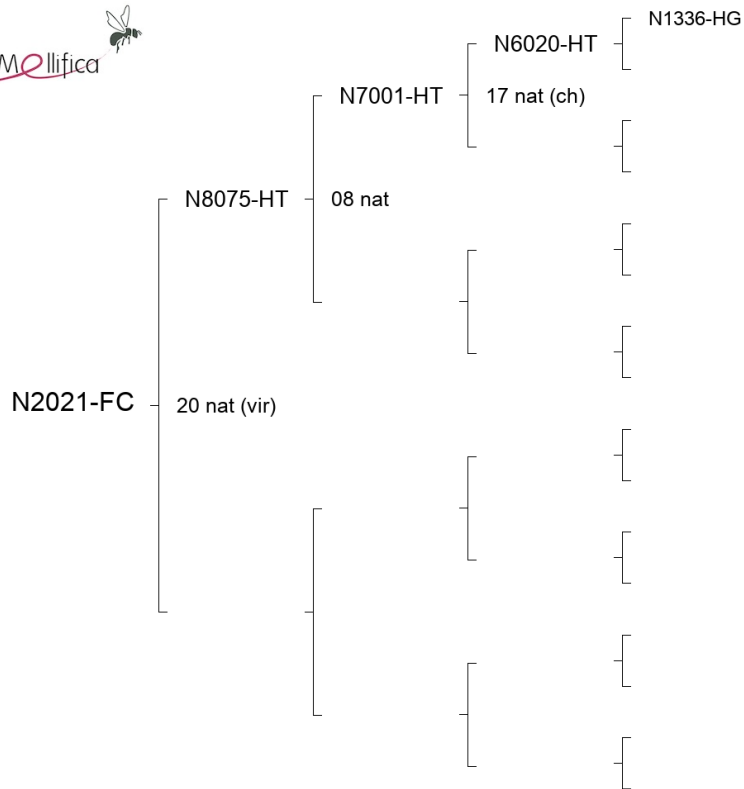 Mellifica
N1336-HG
N6020-HT
N7001-HT
17 nat (ch)
N8075-HT
08 nat
N2021-FC
20 nat (vir)